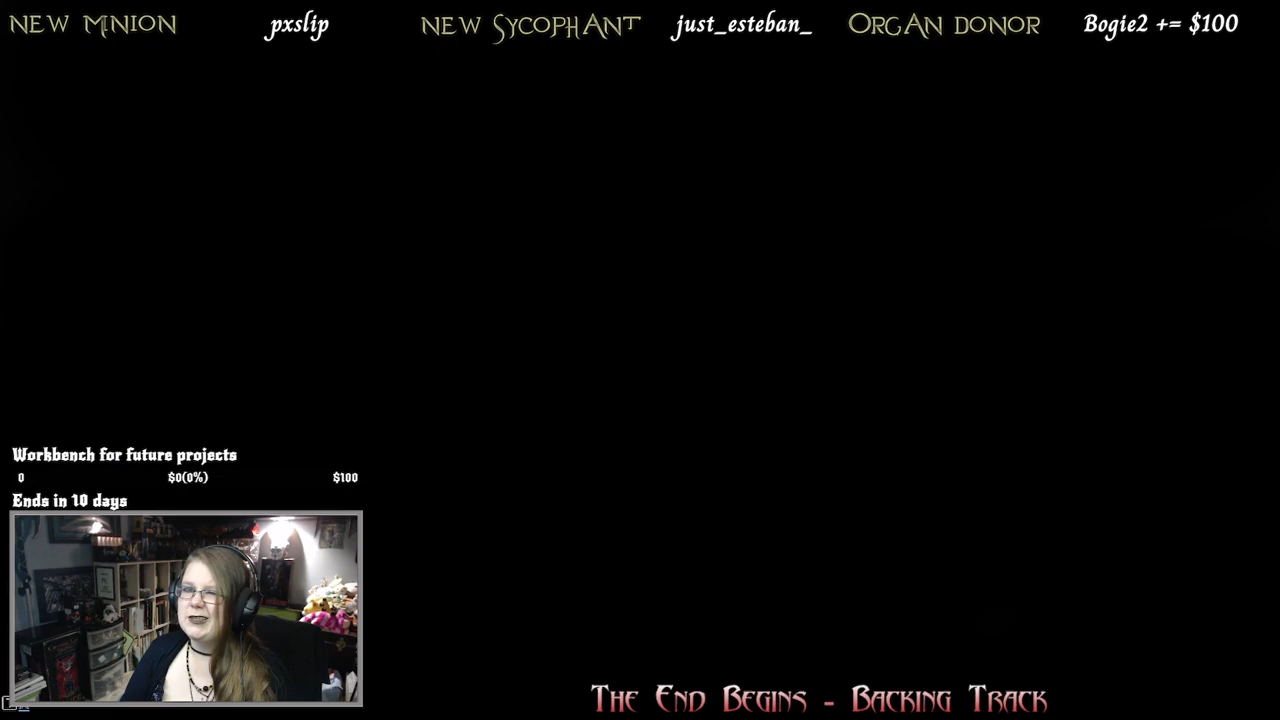 NEW MINION pxslip NEW SYCOPHANT just_esteban_ ORGAN DONOR Bogie2 += $100
Workbench for future projects
0 $0(0%) $100
Ends in 10 days
The End Begins - Backing Track